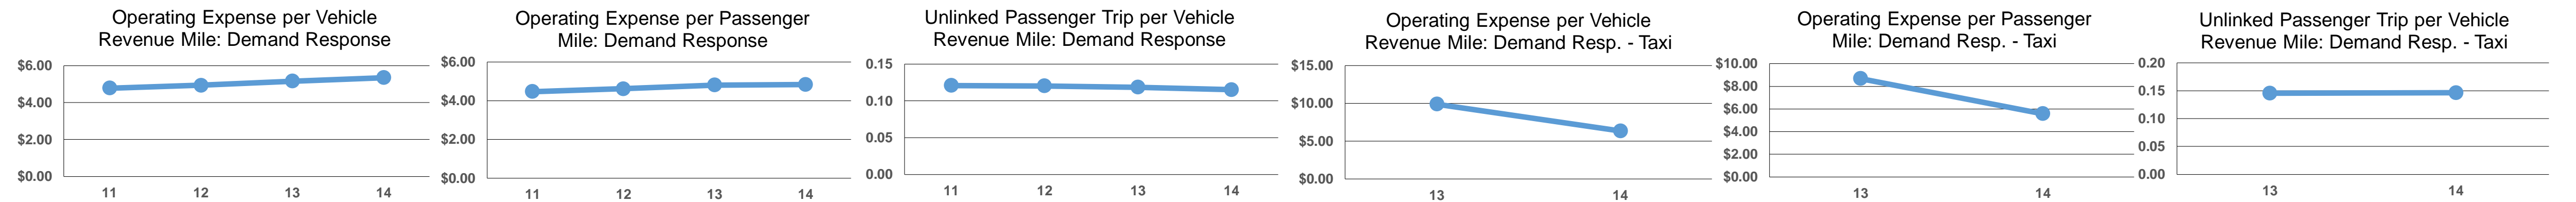 Operating Expense per Vehicle
Revenue Mile: Demand Response
$6.00
$4.00
$2.00
$0.00
11 12 13 14
Operating Expense per Passenger
Mile: Demand Response
$6.00
$4.00
$2.00
$0.00
11 12 13 14
Unlinked Passenger Trip per Vehicle
Revenue Mile: Demand Response
0.15
0.10
0.05
0.00
11 12 13 14
Operating Expense per Vehicle
Revenue Mile: Demand Resp. - Taxi
$15.00
$10.00
$5.00
$0.00
13 14
Operating Expense per Passenger
Mile: Demand Resp. - Taxi
$10.00
$8.00
$6.00
$4.00
$2.00
$0.00
13 14
Unlinked Passenger Trip per Vehicle
Revenue Mile: Demand Resp. - Taxi
0.20
0.15
0.10
0.05
0.00
13 14